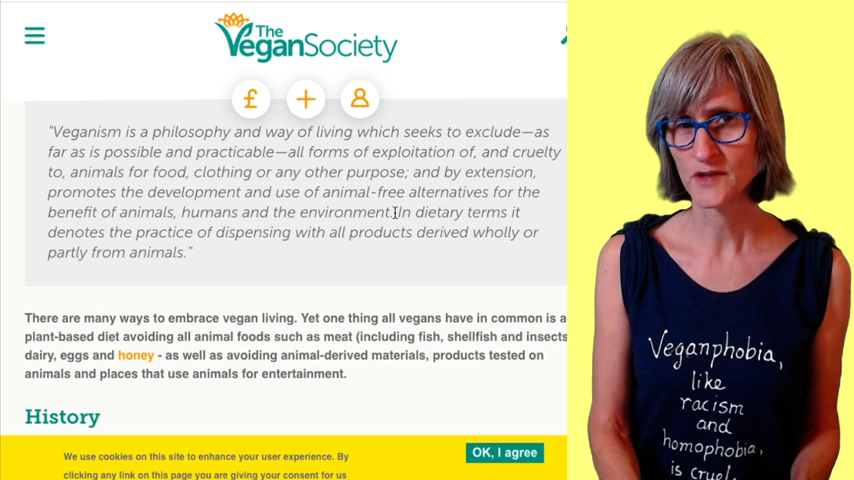 The
VeganSociety
£
"Veganism is a philosophy and way of living which seeks to exclude—as
far as is possible and practicable—all forms of exploitation of, and cruelty
to, animals for food, clothing or any other purpose; and by extension,
promotes the development and use of animal-free alternatives for the
benefit of animals, humans and the environment. In dietary terms it
denotes the practice of dispensing with all products derived wholly or
partly from animals."
There are many ways to embrace vegan living. Yet one thing all vegans have in common is a
plant-based diet avoiding all animal foods such as meat (including fish, shellfish and insects
dairy, eggs and honey - as well as avoiding animal-derived materials, products tested on
animals and places that use animals for entertainment.
History
We use cookies on this site to enhance your user experience. By
clicking any link on this page you are giving your consent for us
OK, I agree
Veganphobia,
like
racism
and
homophobia,
is cruel.